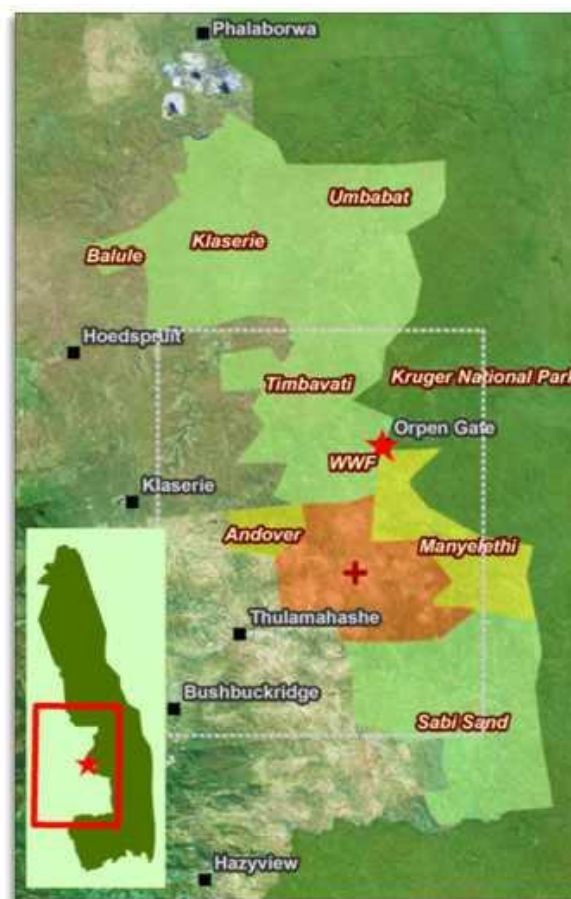 Phalaborwa
Umbabat
Klaserie
Balule
Hoedspruit
Timbavati
Kruger National Park
Orpen Gate
WWF
Klaserie
Andover
Manyelethi
Thulamahashe
Bushbuckridge
Sabi Sand
Hazyview